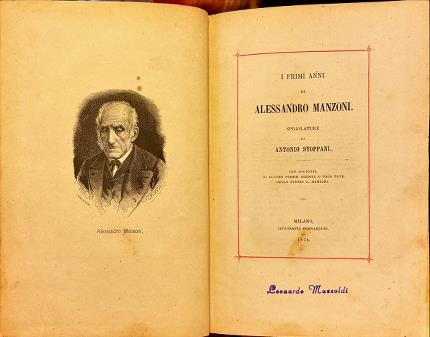 Alessandro Manzoni.
I PRIMI ANNI
DI
ALESSANDRO MANZONI.
SPIGOLATURE
DI
ANTONIO STOPPANI.
CON AGGIUNTA
DI ALCUNE POESIE INEDITE O POCO NOTE
DELLO STESSO A. MANZONI.
MILANO,
TIPOGRAFIA BERNARDONI.
1874.
Leonardo Mazzoldi